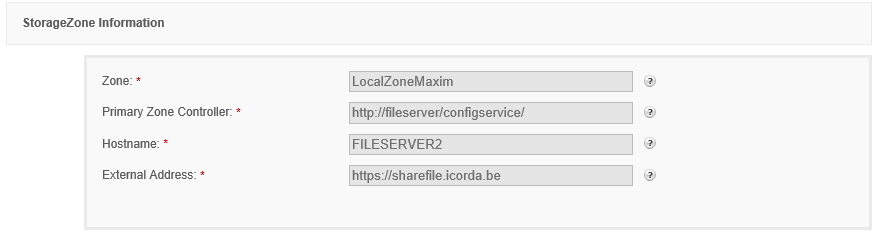 StorageZone Information
Zone: * LocalZoneMaxim ?
Primary Zone Controller: * http://fileserver/configservice/ ?
Hostname: * FILESERVER2 ?
External Address: * https://sharefile.icorda.be ?